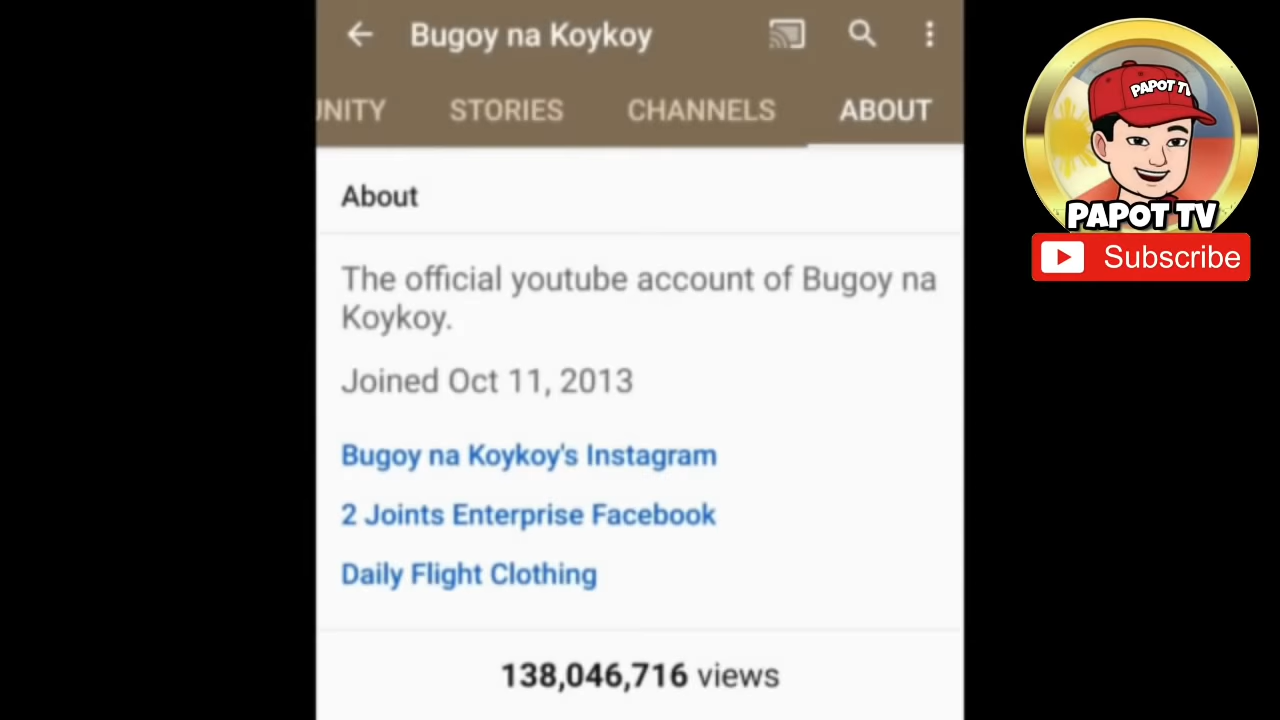 Bugoy na Koykoy
UNITY STORIES CHANNELS ABOUT
About
The official youtube account of Bugoy na
Koykoy.
Joined Oct 11, 2013
Bugoy na Koykoy's Instagram
2 Joints Enterprise Facebook
Daily Flight Clothing
138,046,716 views
PAPOT TV
PAPOT TV
Subscribe